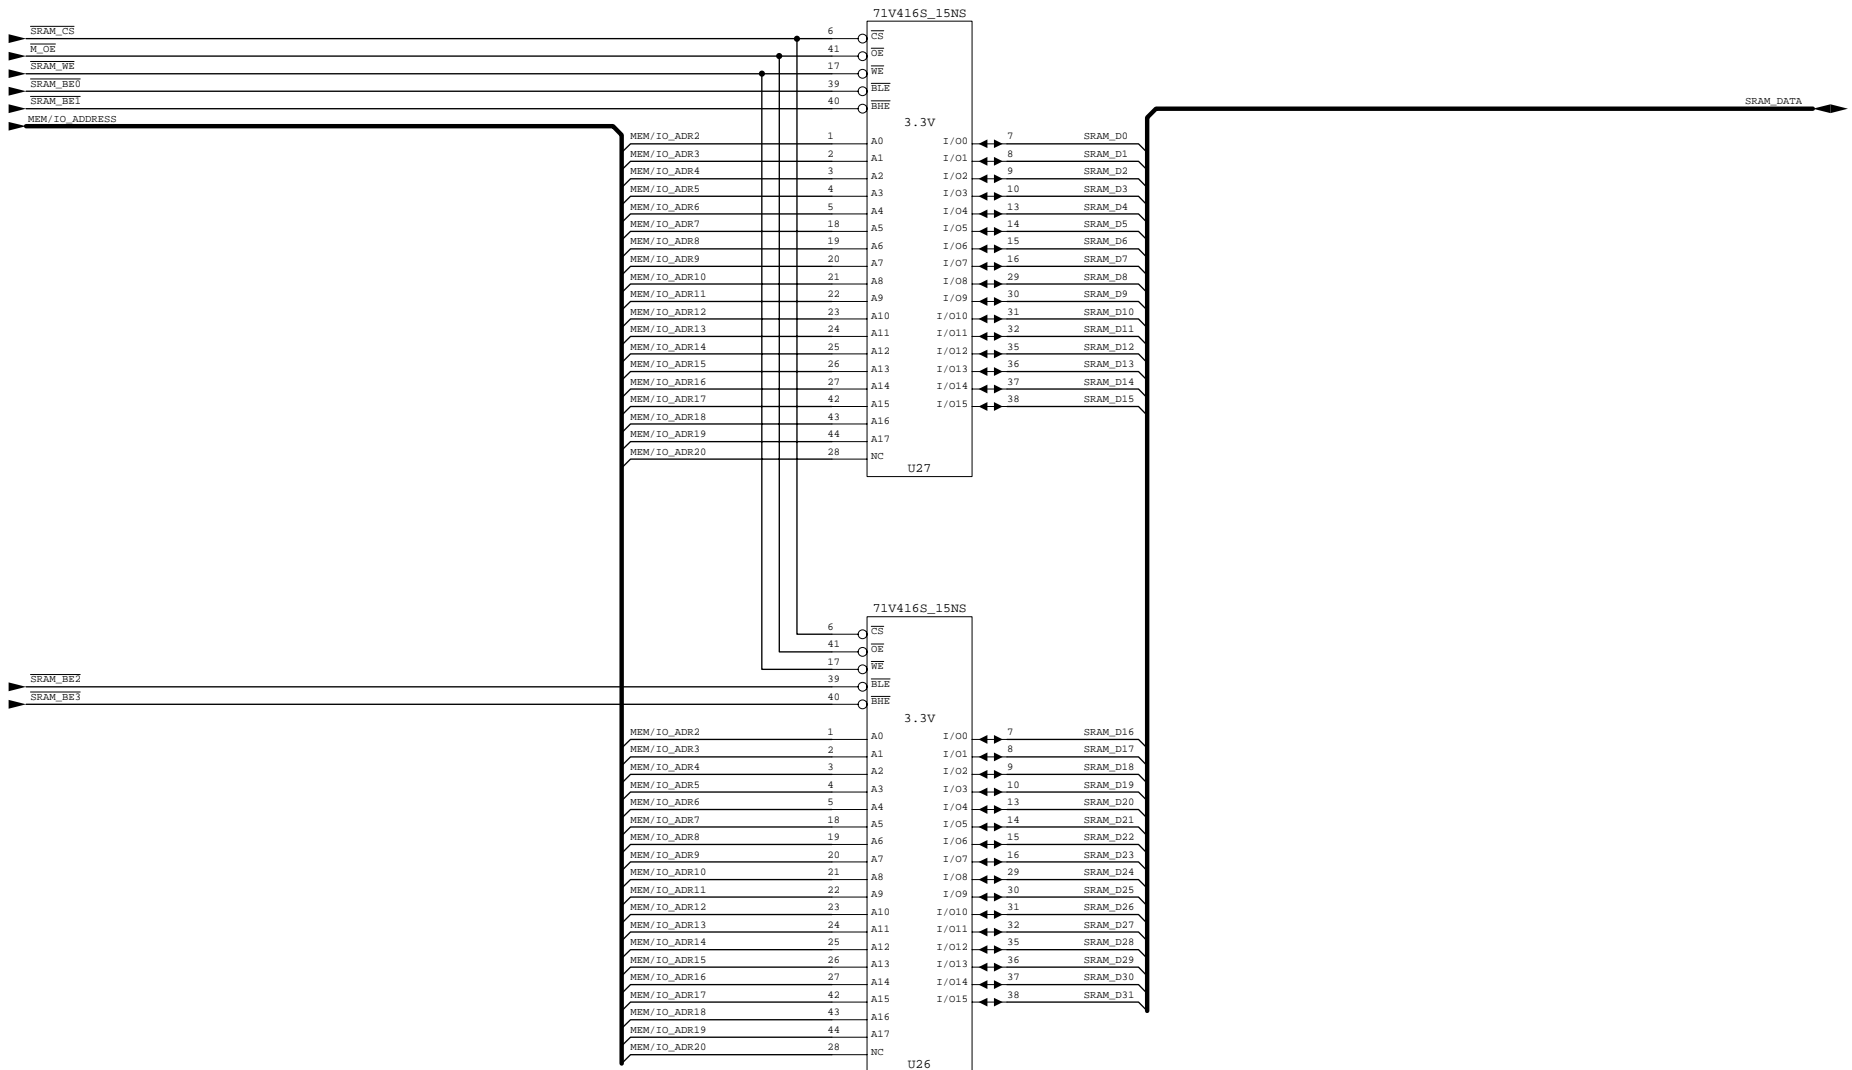 71V416S_15NS
SRAM_CS 6 CS
M_OE 41 OE
SRAM_WE 17 WE
SRAM_BE0 39 BLE
SRAM_BE1 40 BHE
SRAM_DATA
MEM/IO_ADDRESS
3.3V
MEM/IO_ADR2 1 A0 I/O0 7 SRAM_D0
MEM/IO_ADR3 2 A1 I/O1 8 SRAM_D1
MEM/IO_ADR4 3 A2 I/O2 9 SRAM_D2
MEM/IO_ADR5 4 A3 I/O3 10 SRAM_D3
MEM/IO_ADR6 5 A4 I/O4 13 SRAM_D4
MEM/IO_ADR7 18 A5 I/O5 14 SRAM_D5
MEM/IO_ADR8 19 A6 I/O6 15 SRAM_D6
MEM/IO_ADR9 20 A7 I/O7 16 SRAM_D7
MEM/IO_ADR10 21 A8 I/O8 29 SRAM_D8
MEM/IO_ADR11 22 A9 I/O9 30 SRAM_D9
MEM/IO_ADR12 23 A10 I/O10 31 SRAM_D10
MEM/IO_ADR13 24 A11 I/O11 32 SRAM_D11
MEM/IO_ADR14 25 A12 I/O12 35 SRAM_D12
MEM/IO_ADR15 26 A13 I/O13 36 SRAM_D13
MEM/IO_ADR16 27 A14 I/O14 37 SRAM_D14
MEM/IO_ADR17 42 A15 I/O15 38 SRAM_D15
MEM/IO_ADR18 43 A16
MEM/IO_ADR19 44 A17
MEM/IO_ADR20 28 NC
U27
71V416S_15NS
6 CS
41 OE
17 WE
SRAM_BE2 39 BLE
SRAM_BE3 40 BHE
3.3V
MEM/IO_ADR2 1 A0 I/O0 7 SRAM_D16
MEM/IO_ADR3 2 A1 I/O1 8 SRAM_D17
MEM/IO_ADR4 3 A2 I/O2 9 SRAM_D18
MEM/IO_ADR5 4 A3 I/O3 10 SRAM_D19
MEM/IO_ADR6 5 A4 I/O4 13 SRAM_D20
MEM/IO_ADR7 18 A5 I/O5 14 SRAM_D21
MEM/IO_ADR8 19 A6 I/O6 15 SRAM_D22
MEM/IO_ADR9 20 A7 I/O7 16 SRAM_D23
MEM/IO_ADR10 21 A8 I/O8 29 SRAM_D24
MEM/IO_ADR11 22 A9 I/O9 30 SRAM_D25
MEM/IO_ADR12 23 A10 I/O10 31 SRAM_D26
MEM/IO_ADR13 24 A11 I/O11 32 SRAM_D27
MEM/IO_ADR14 25 A12 I/O12 35 SRAM_D28
MEM/IO_ADR15 26 A13 I/O13 36 SRAM_D29
MEM/IO_ADR16 27 A14 I/O14 37 SRAM_D30
MEM/IO_ADR17 42 A15 I/O15 38 SRAM_D31
MEM/IO_ADR18 43 A16
MEM/IO_ADR19 44 A17
MEM/IO_ADR20 28 NC
U26